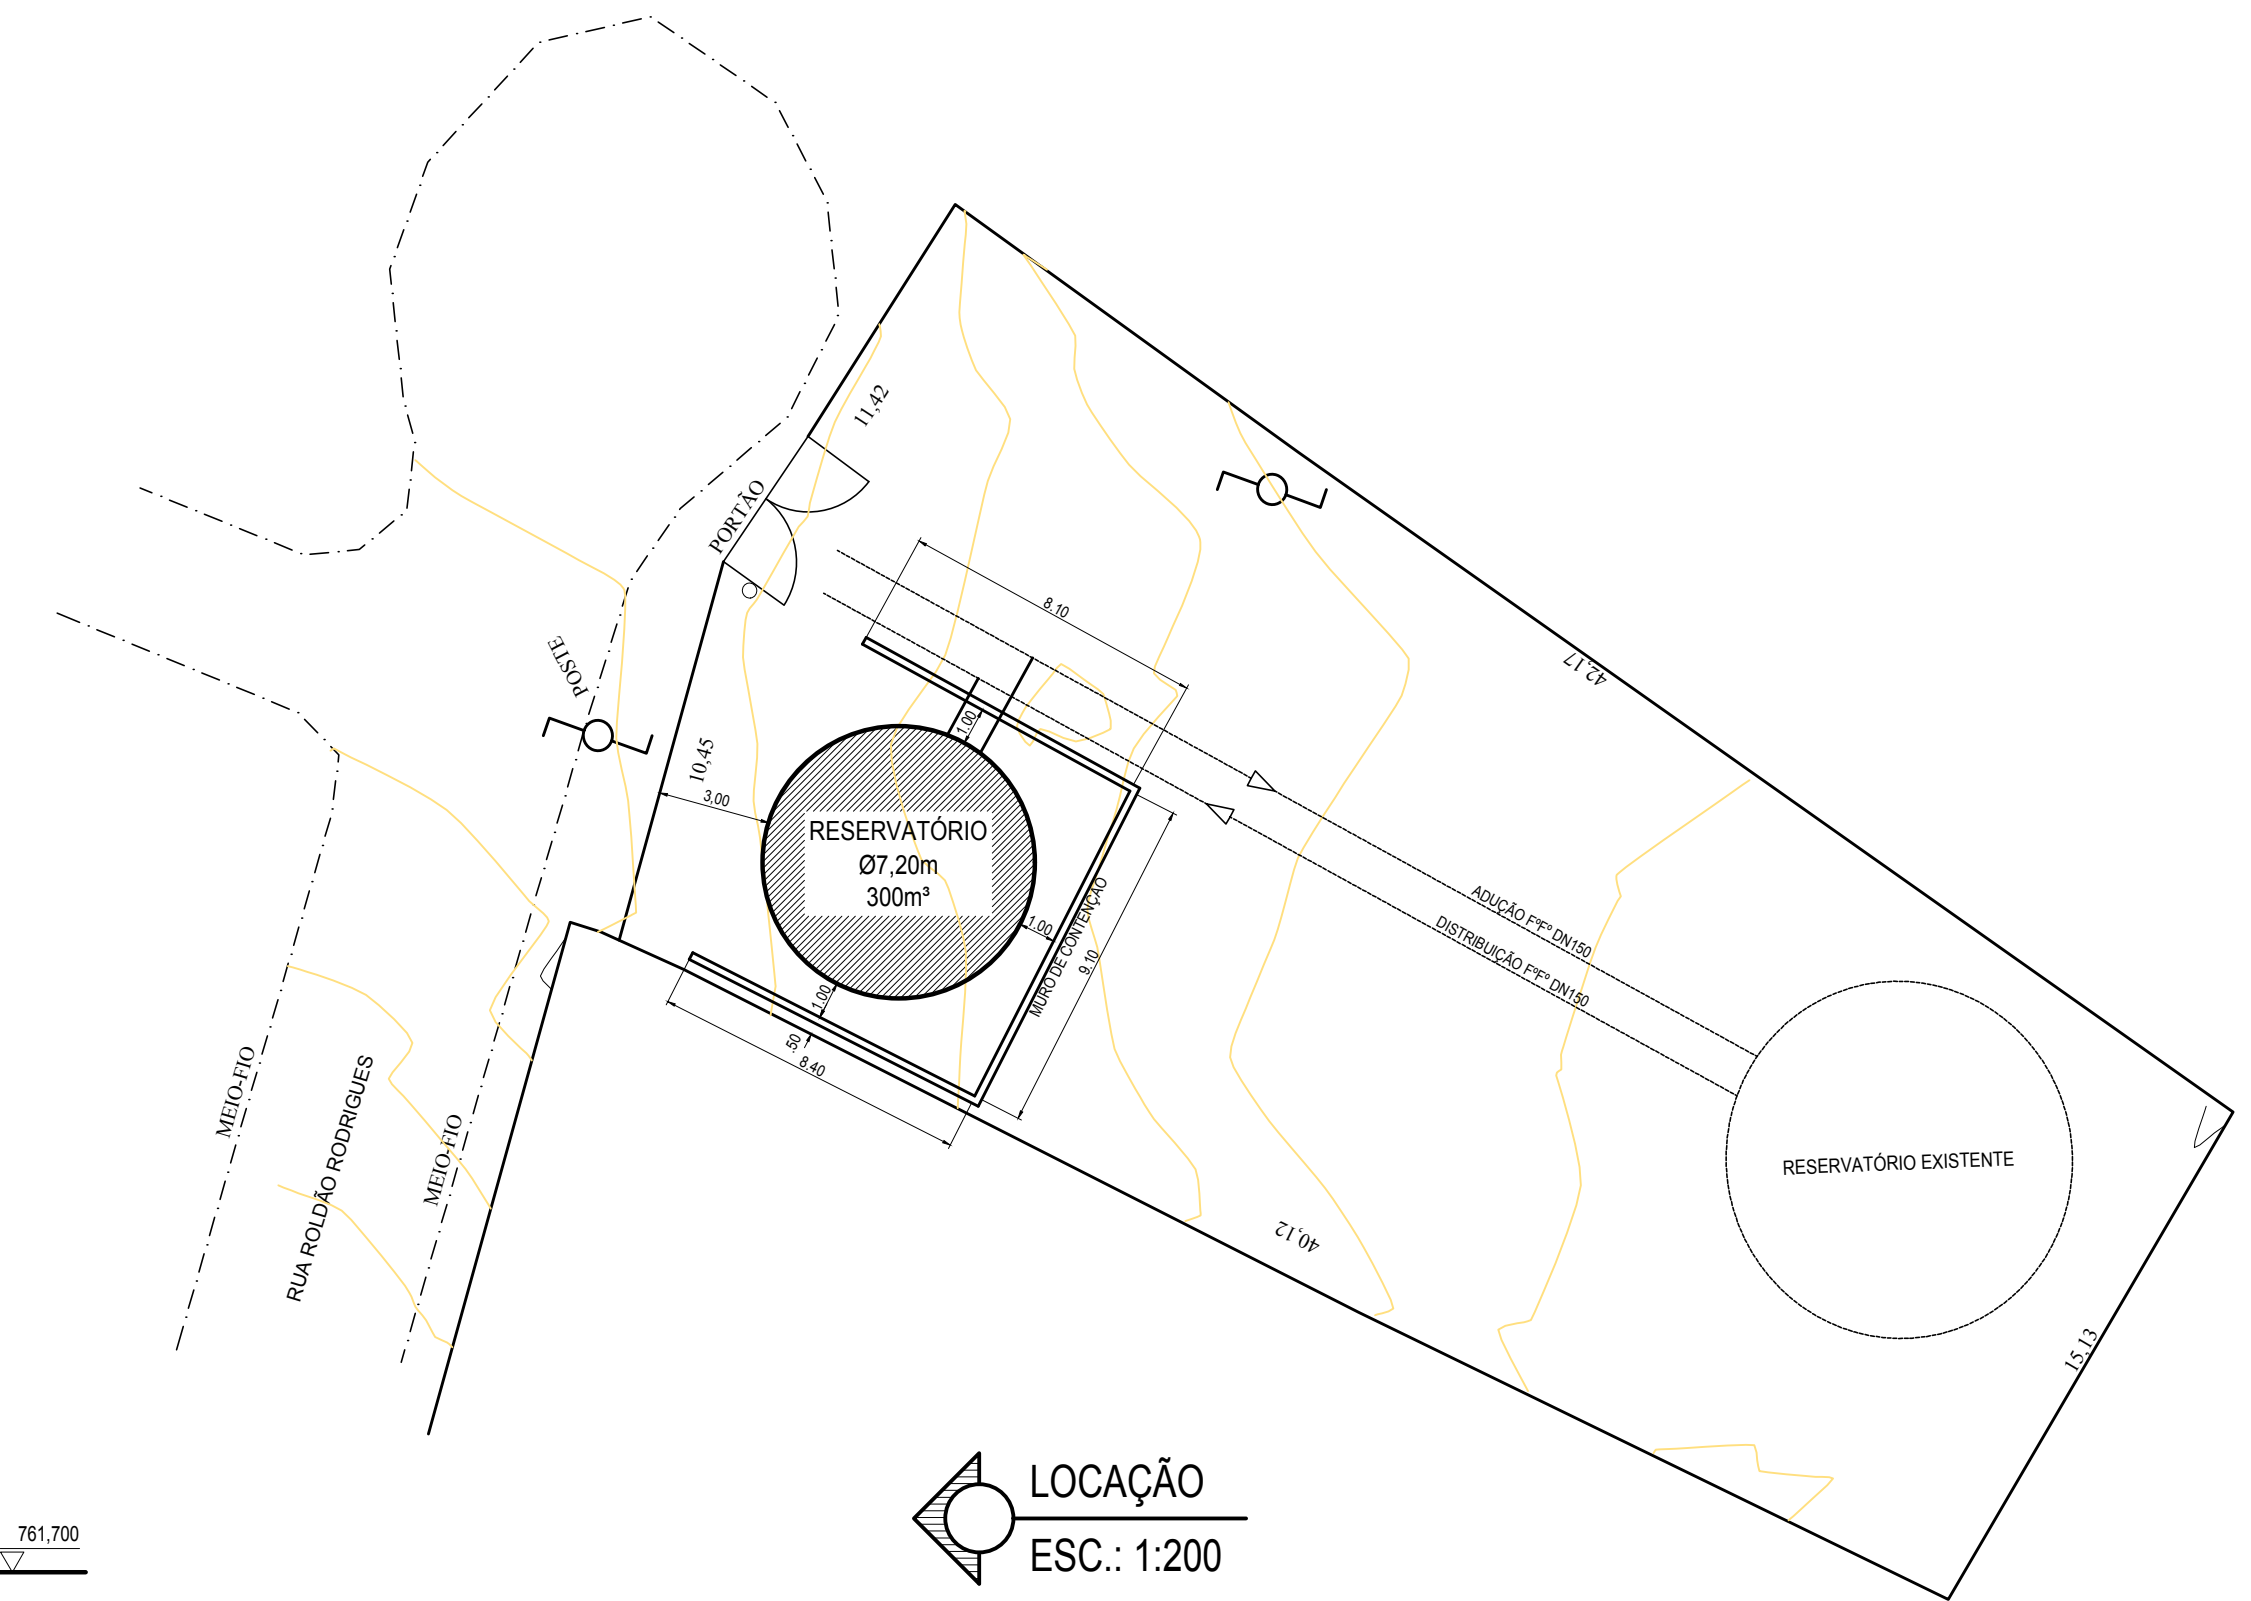 11,42
PORTÃO
8.10
POSTE
42,17
1.00
10,45
3,00
RESERVATÓRIO
Ø7,20m
300m³
ADUÇÃO FºFº DN150
DISTRIBUIÇÃO FºFº DN150
1.00
MURO DE CONTENÇÃO
9.10
1.00
.50
8.40
MEIO-FIO
RUA ROLDÃO RODRIGUES
MEIO-FIO
RESERVATÓRIO EXISTENTE
40,12
15,13
LOCAÇÃO
ESC.: 1:200
761,700